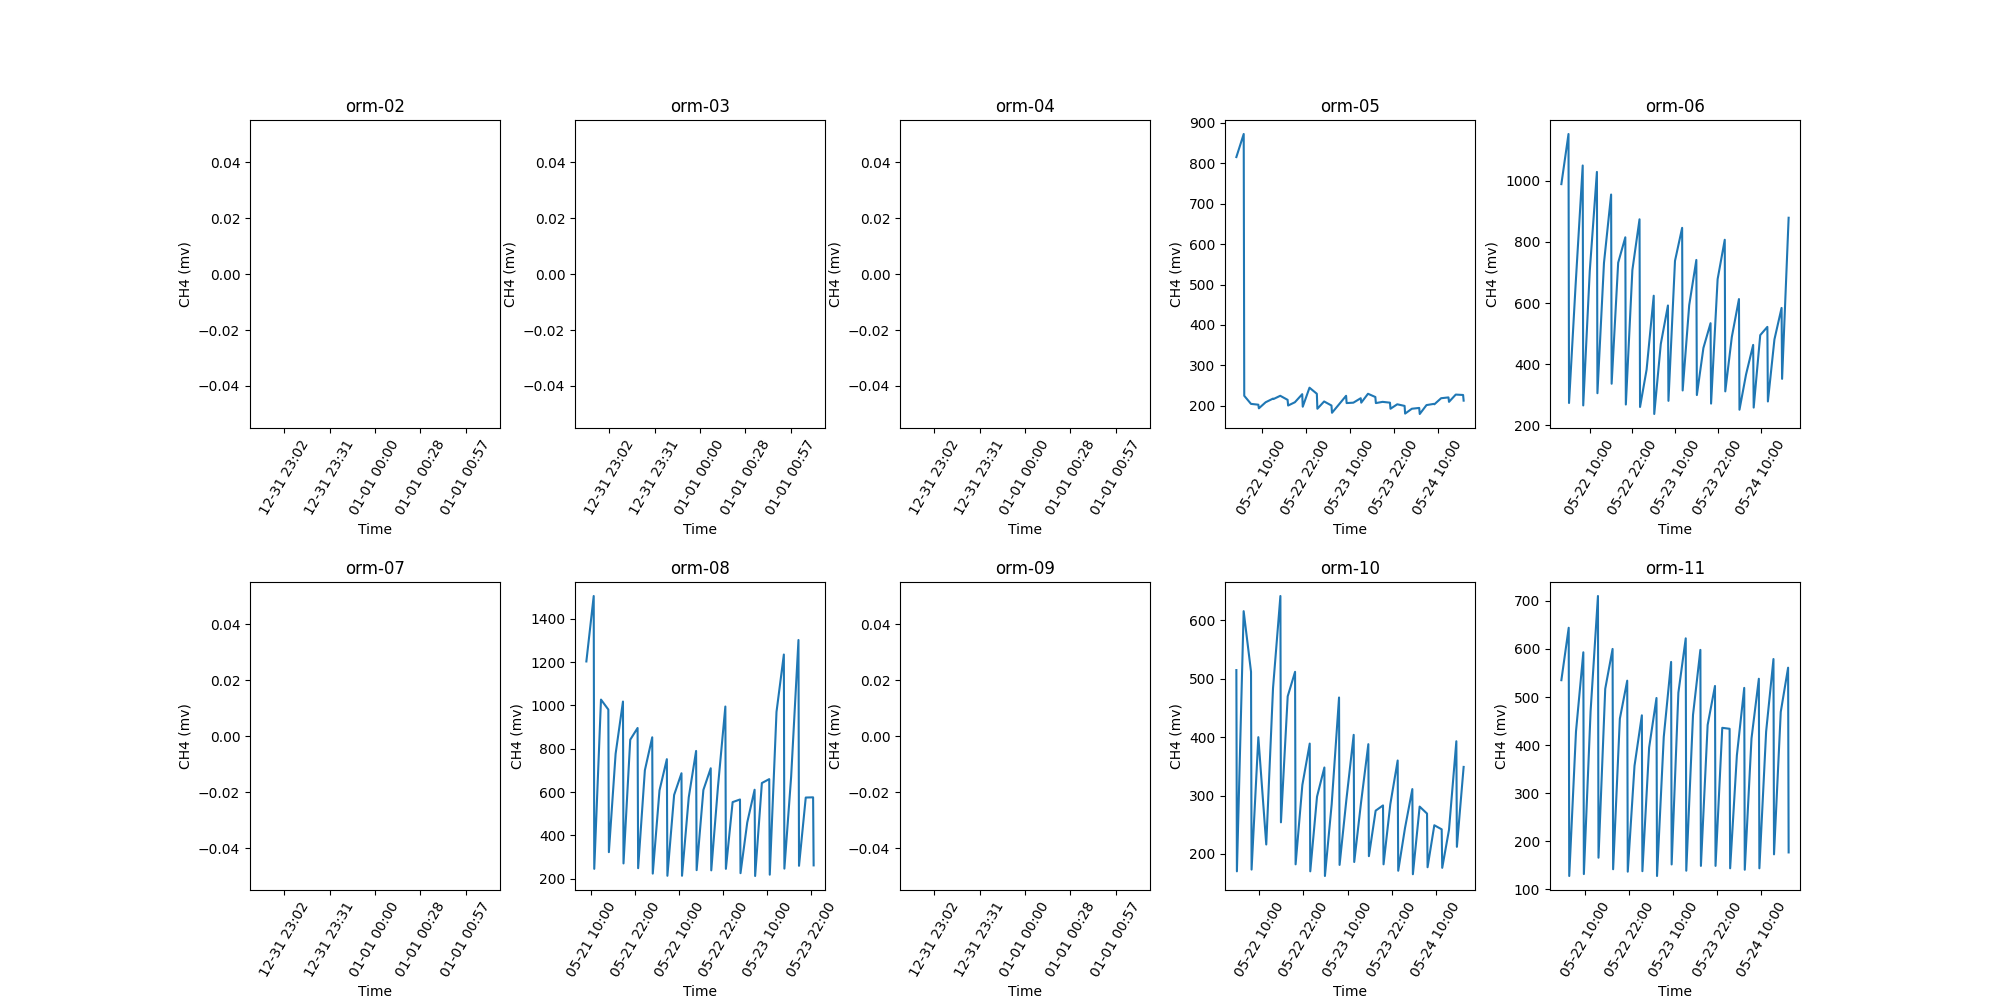 orm-02 orm-03 orm-04 orm-05 orm-06
CH4 (mv) 0.04 0.02 0.00 −0.02 −0.04
12-31 23:02 12-31 23:31 01-01 00:00 01-01 00:28 01-01 00:57
Time
CH4 (mv) 0.04 0.02 0.00 −0.02 −0.04
12-31 23:02 12-31 23:31 01-01 00:00 01-01 00:28 01-01 00:57
Time
CH4 (mv) 0.04 0.02 0.00 −0.02 −0.04
12-31 23:02 12-31 23:31 01-01 00:00 01-01 00:28 01-01 00:57
Time
CH4 (mv) 900 800 700 600 500 400 300 200
05-22 10:00 05-22 22:00 05-23 10:00 05-23 22:00 05-24 10:00
Time
CH4 (mv) 1000 800 600 400 200
05-22 10:00 05-22 22:00 05-23 10:00 05-23 22:00 05-24 10:00
Time
orm-07 orm-08 orm-09 orm-10 orm-11
CH4 (mv) 0.04 0.02 0.00 −0.02 −0.04
12-31 23:02 12-31 23:31 01-01 00:00 01-01 00:28 01-01 00:57
Time
CH4 (mv) 1400 1200 1000 800 600 400 200
05-21 10:00 05-21 22:00 05-22 10:00 05-22 22:00 05-23 10:00 05-23 22:00
Time
CH4 (mv) 0.04 0.02 0.00 −0.02 −0.04
12-31 23:02 12-31 23:31 01-01 00:00 01-01 00:28 01-01 00:57
Time
CH4 (mv) 600 500 400 300 200
05-22 10:00 05-22 22:00 05-23 10:00 05-23 22:00 05-24 10:00
Time
CH4 (mv) 700 600 500 400 300 200 100
05-22 10:00 05-22 22:00 05-23 10:00 05-23 22:00 05-24 10:00
Time